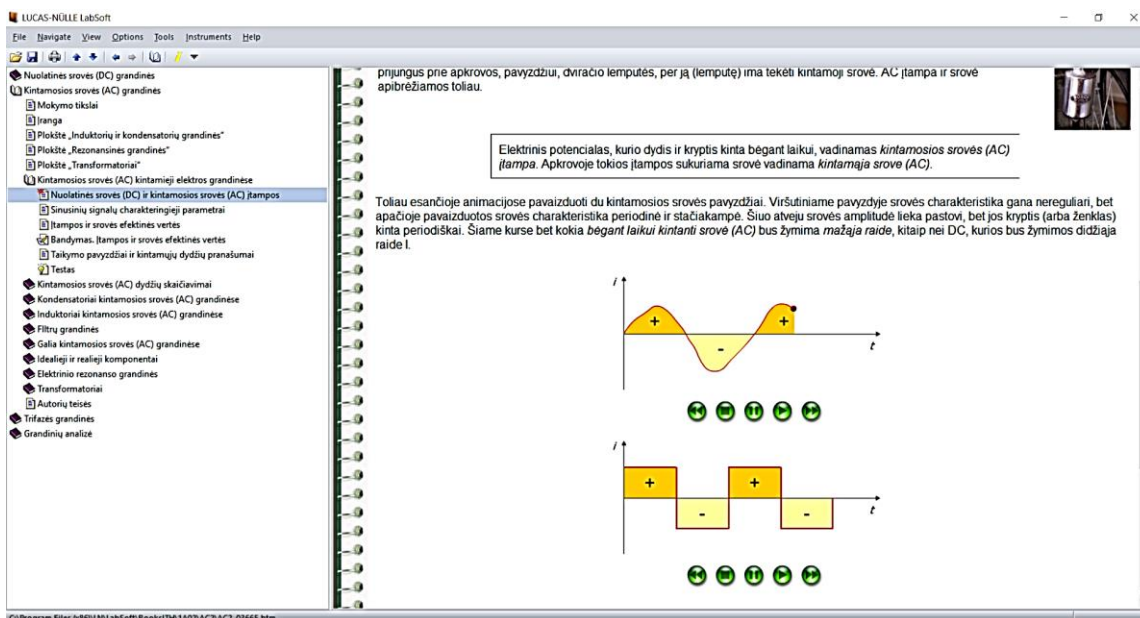 LUCAS-NÜLLE LabSoft
File Navigate View Options Tools Instruments Help
Nuolatinės srovės (DC) grandinės
Kintamosios srovės (AC) grandinės
Mokymo tikslai
Įranga
Plokštė „Induktorių ir kondensatorių grandinės“
Plokštė „Rezonansinės grandinės“
Plokštė „Transformatoriai“
Kintamosios srovės (AC) kintamieji elektros grandinėse
Nuolatinės srovės (DC) ir kintamosios srovės (AC) įtampos
Sinusinių signalų charakteringieji parametrai
Įtampos ir srovės efektinės vertės
Bandymas. Įtampos ir srovės efektinės vertės
Taikymo pavyzdžiai ir kintamųjų dydžių pranašumai
Testas
Kintamosios srovės (AC) dydžių skaičiavimai
Kondensatoriai kintamosios srovės (AC) grandinėse
Induktoriai kintamosios srovės (AC) grandinėse
Filtrų grandinės
Galia kintamosios srovės (AC) grandinėse
Idealieji ir realieji komponentai
Elektrinio rezonanso grandinės
Transformatoriai
Autorių teisės
Trifazės grandinės
Grandinių analizė
prijungus prie apkrovos, pavyzdžiui, dviračio lemputės, per ją (lemputę) ima tekėti kintamoji srovė. AC įtampa ir srovė
apibrėžiamos toliau.
Elektrinis potencialas, kurio dydis ir kryptis kinta bėgant laikui, vadinamas kintamosios srovės (AC)
įtampa. Apkrovoje tokios įtampos sukuriama srovė vadinama kintamąja srove (AC).
Toliau esančioje animacijose pavaizduoti du kintamosios srovės pavyzdžiai. Viršutiniame pavyzdyje srovės charakteristika gana nereguliari, bet
apačioje pavaizduotos srovės charakteristika periodinė ir stačiakampė. Šiuo atveju srovės amplitudė lieka pastovi, bet jos kryptis (arba ženklas)
kinta periodiškai. Šiame kurse bet kokia bėgant laikui kintanti srovė (AC) bus žymima mažąja raide, kitaip nei DC, kurios bus žymimos didžiąja
raide I.
i
+ - +
t
i
+ +
- -
t